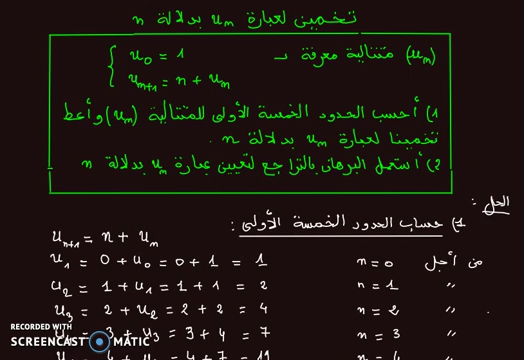 تخمين لعبارة uₙ بدلالة n
(uₙ) متتالية معرفة بـ u₀ = 1
uₙ₊₁ = n + uₙ
1) أحسب الحدود الخمسة الأولى للمتتالية (uₙ) وأعط
تخمينا لعبارة uₙ بدلالة n .
2) أستعمل البرهان بالتراجع لتعيين عبارة uₙ بدلالة n
الحل :
1) حساب الحدود الخمسة الأولى :
uₙ₊₁ = n + uₙ
من أجل n = 0 u₁ = 0 + u₀ = 0 + 1 = 1
〃 n = 1 u₂ = 1 + u₁ = 1 + 1 = 2
〃 n = 2 u₃ = 2 + u₂ = 2 + 2 = 4
〃 n = 3 3 + u₃ = 3 + 4 = 7
〃 n = 4 4 + u₄ = 4 + 7 = 11
RECORDED WITH
SCREENCAST MATIC